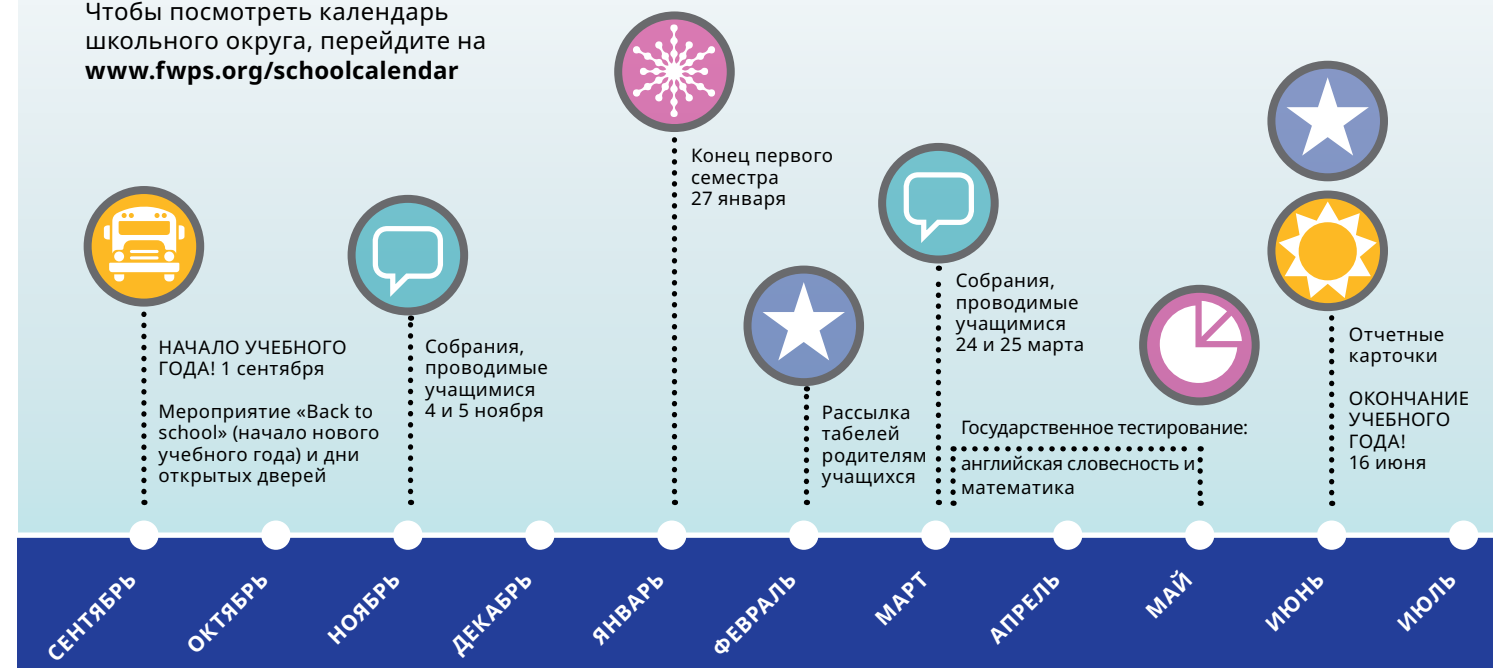 Чтобы посмотреть календарь
школьного округа, перейдите на
www.fwps.org/schoolcalendar
НАЧАЛО УЧЕБНОГО
ГОДА! 1 сентября
Мероприятие «Back to
school» (начало нового
учебного года) и дни
открытых дверей
Собрания,
проводимые
учащимися
4 и 5 ноября
Конец первого
семестра
27 января
Рассылка
табелей
родителям
учащихся
Собрания,
проводимые
учащимися
24 и 25 марта
Государственное тестирование:
английская словесность и
математика
Отчетные
карточки
ОКОНЧАНИЕ
УЧЕБНОГО
ГОДА!
16 июня
СЕНТЯБРЬ
ОКТЯБРЬ
НОЯБРЬ
ДЕКАБРЬ
ЯНВАРЬ
ФЕВРАЛЬ
МАРТ
АПРЕЛЬ
МАЙ
ИЮНЬ
ИЮЛЬ